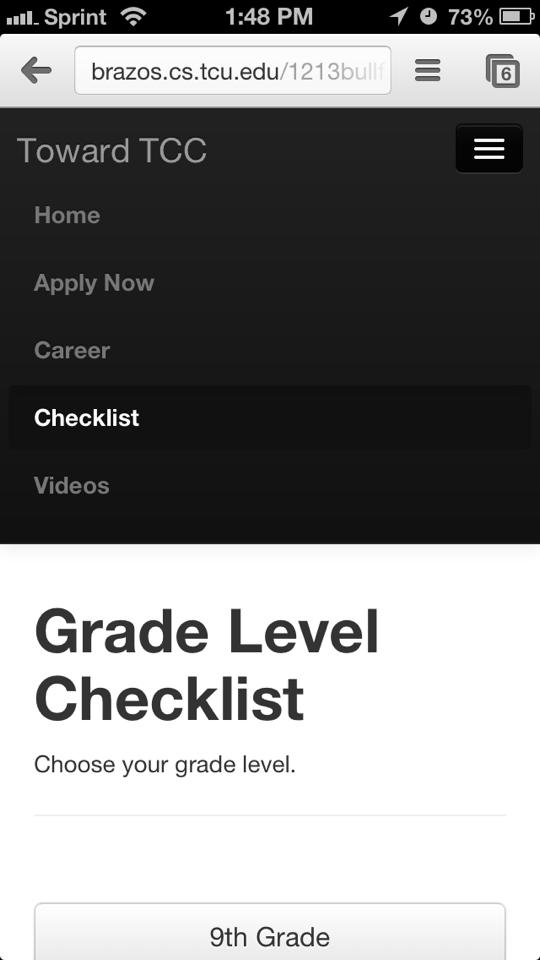 Sprint 1:48 PM 73%
brazos.cs.tcu.edu/1213bullf
6
Toward TCC
Home
Apply Now
Career
Checklist
Videos
Grade Level
Checklist
Choose your grade level.
9th Grade